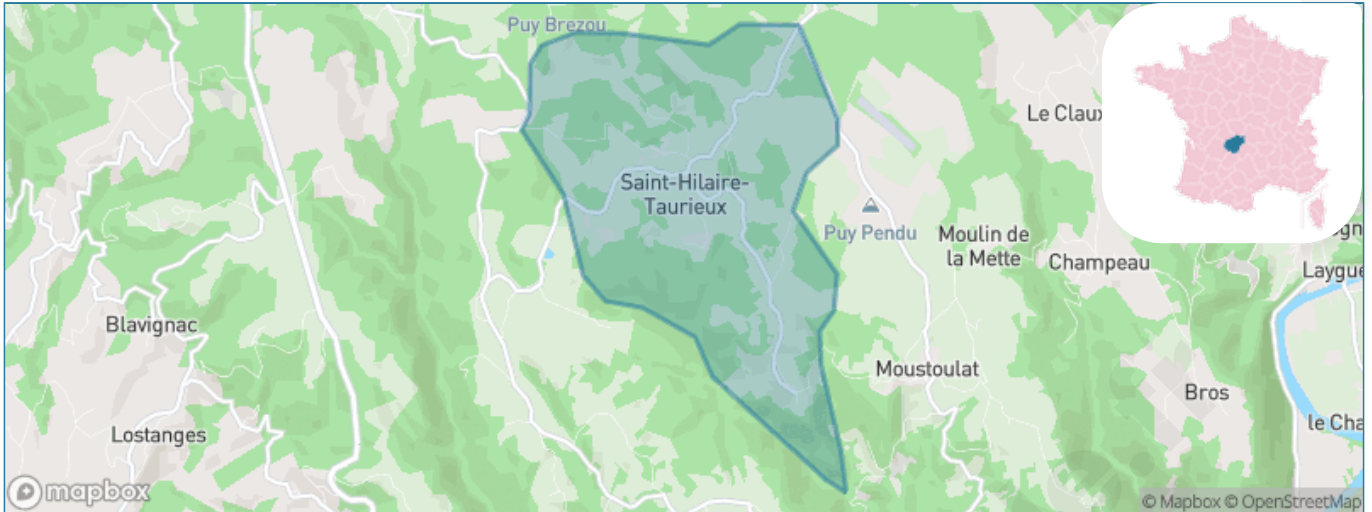 Puy Brezou
Le Claux
Saint-Hilaire-
Taurieux
Puy Pendu
Moulin de
la Mette
Champeau
Laygue
Blavignac
Moustoulat
Bros
Lostanges
le Cha
mapbox
© Mapbox © OpenStreetMap